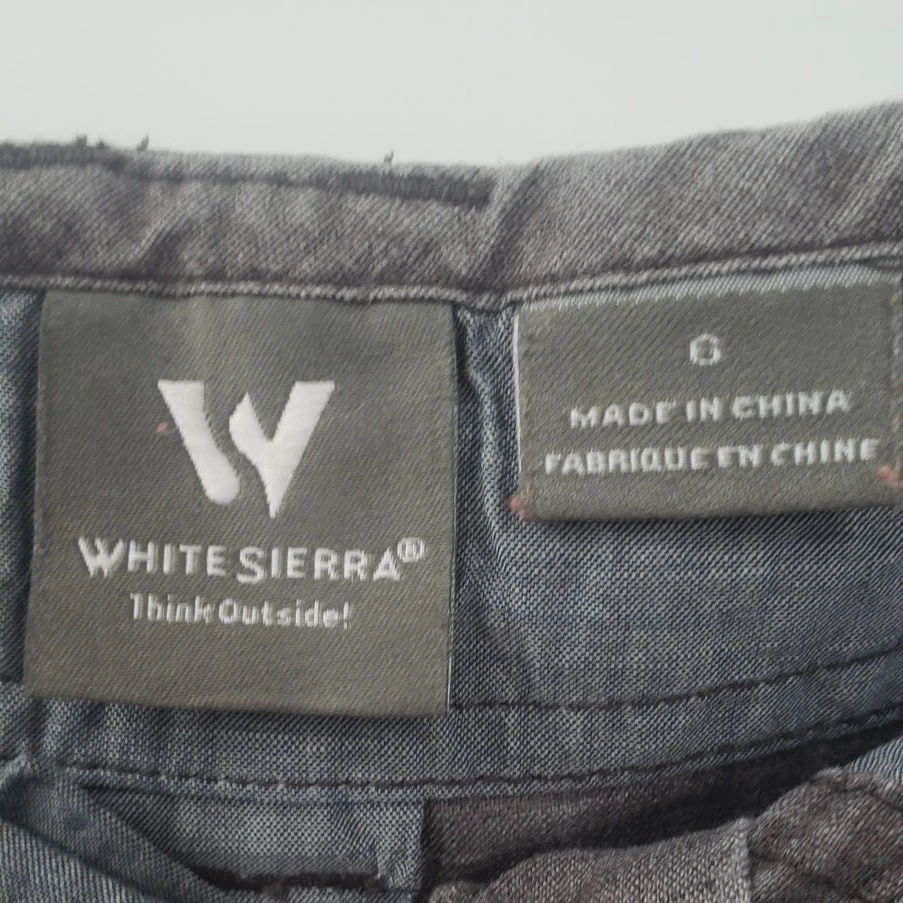 W
WHITE SIERRA®
Think Outside!
6
MADE IN CHINA
FABRIQUE EN CHINE